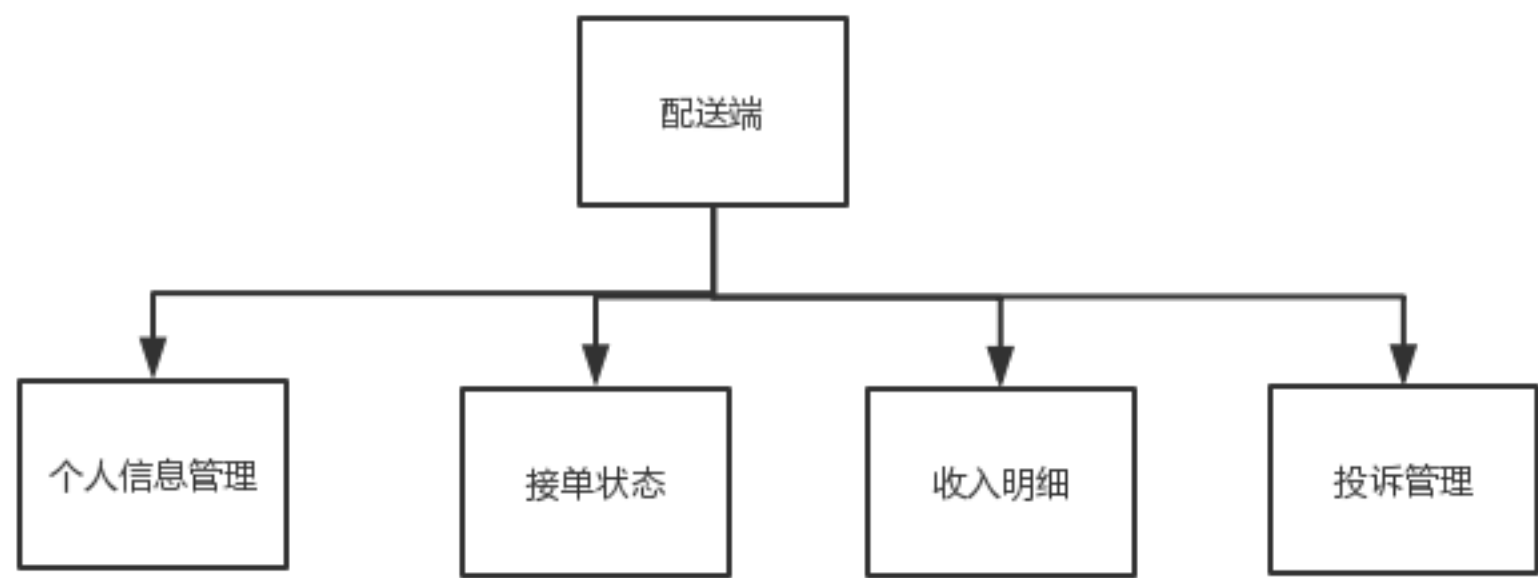 配送端
个人信息管理
接单状态
收入明细
投诉管理